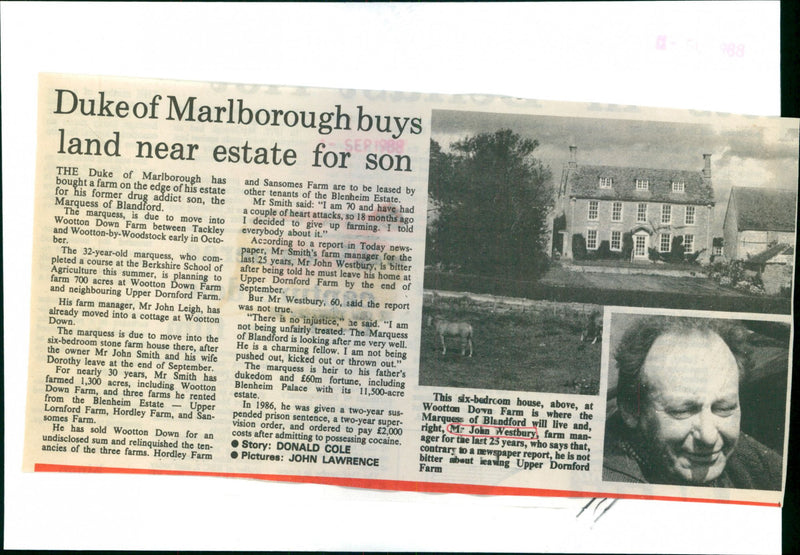 Duke of Marlborough buys
land near estate for son
SEP 1988
1988
THE Duke of Marlborough has
bought a farm on the edge of his estate
for his former drug addict son, the
Marquess of Blandford.
The marquess, is due to move into
Wootton Down Farm between Tackley
and Wootton-by-Woodstock early in Octo-
ber.
The 32-year-old marquess, who com-
pleted a course at the Berkshire School of
Agriculture this summer, is planning to
farm 700 acres at Wootton Down Farm
and neighbouring Upper Dornford Farm.
His farm manager, Mr John Leigh, has
already moved into a cottage at Wootton
Down.
The marquess is due to move into the
six-bedroom stone farm house there, after
the owner Mr John Smith and his wife
Dorothy leave at the end of September.
For nearly 30 years, Mr Smith has
farmed 1,300 acres, including Wootton
Down Farm, and three farms he rented
from the Blenheim Estate — Upper
Lornford Farm, Hordley Farm, and San-
somes Farm.
He has sold Wootton Down for an
undisclosed sum and relinquished the ten-
ancies of the three farms. Hordley Farm
and Sansomes Farm are to be leased by
other tenants of the Blenheim Estate.
Mr Smith said: "I am 70 and have had
a couple of heart attacks, so 18 months ago
I decided to give up farming. I told
everybody about it."
According to a report in Today news-
paper, Mr Smith's farm manager for the
last 25 years, Mr John Westbury, is bitter
after being told he must leave his home at
Upper Dornford Farm by the end of
September.
But Mr Westbury, 60, said the report
was not true.
"There is no injustice," he said. "I am
not being unfairly treated. The Marquess
of Blandford is looking after me very well.
He is a charming fellow. I am not being
pushed out, kicked out or thrown out."
The marquess is heir to his father's
dukedom and £60m fortune, including
Blenheim Palace with its 11,500-acre
estate.
In 1986, he was given a two-year sus-
pended prison sentence, a two-year super-
vision order, and ordered to pay £2,000
costs after admitting to possessing cocaine.
● Story: DONALD COLE
● Pictures: JOHN LAWRENCE
This six-bedroom house, above, at
Wootton Down Farm is where the
Marquess of Blandford will live and,
right, Mr John Westbury, farm man-
ager for the last 25 years, who says that,
contrary to a newspaper report, he is not
bitter about leaving Upper Dornford
Farm